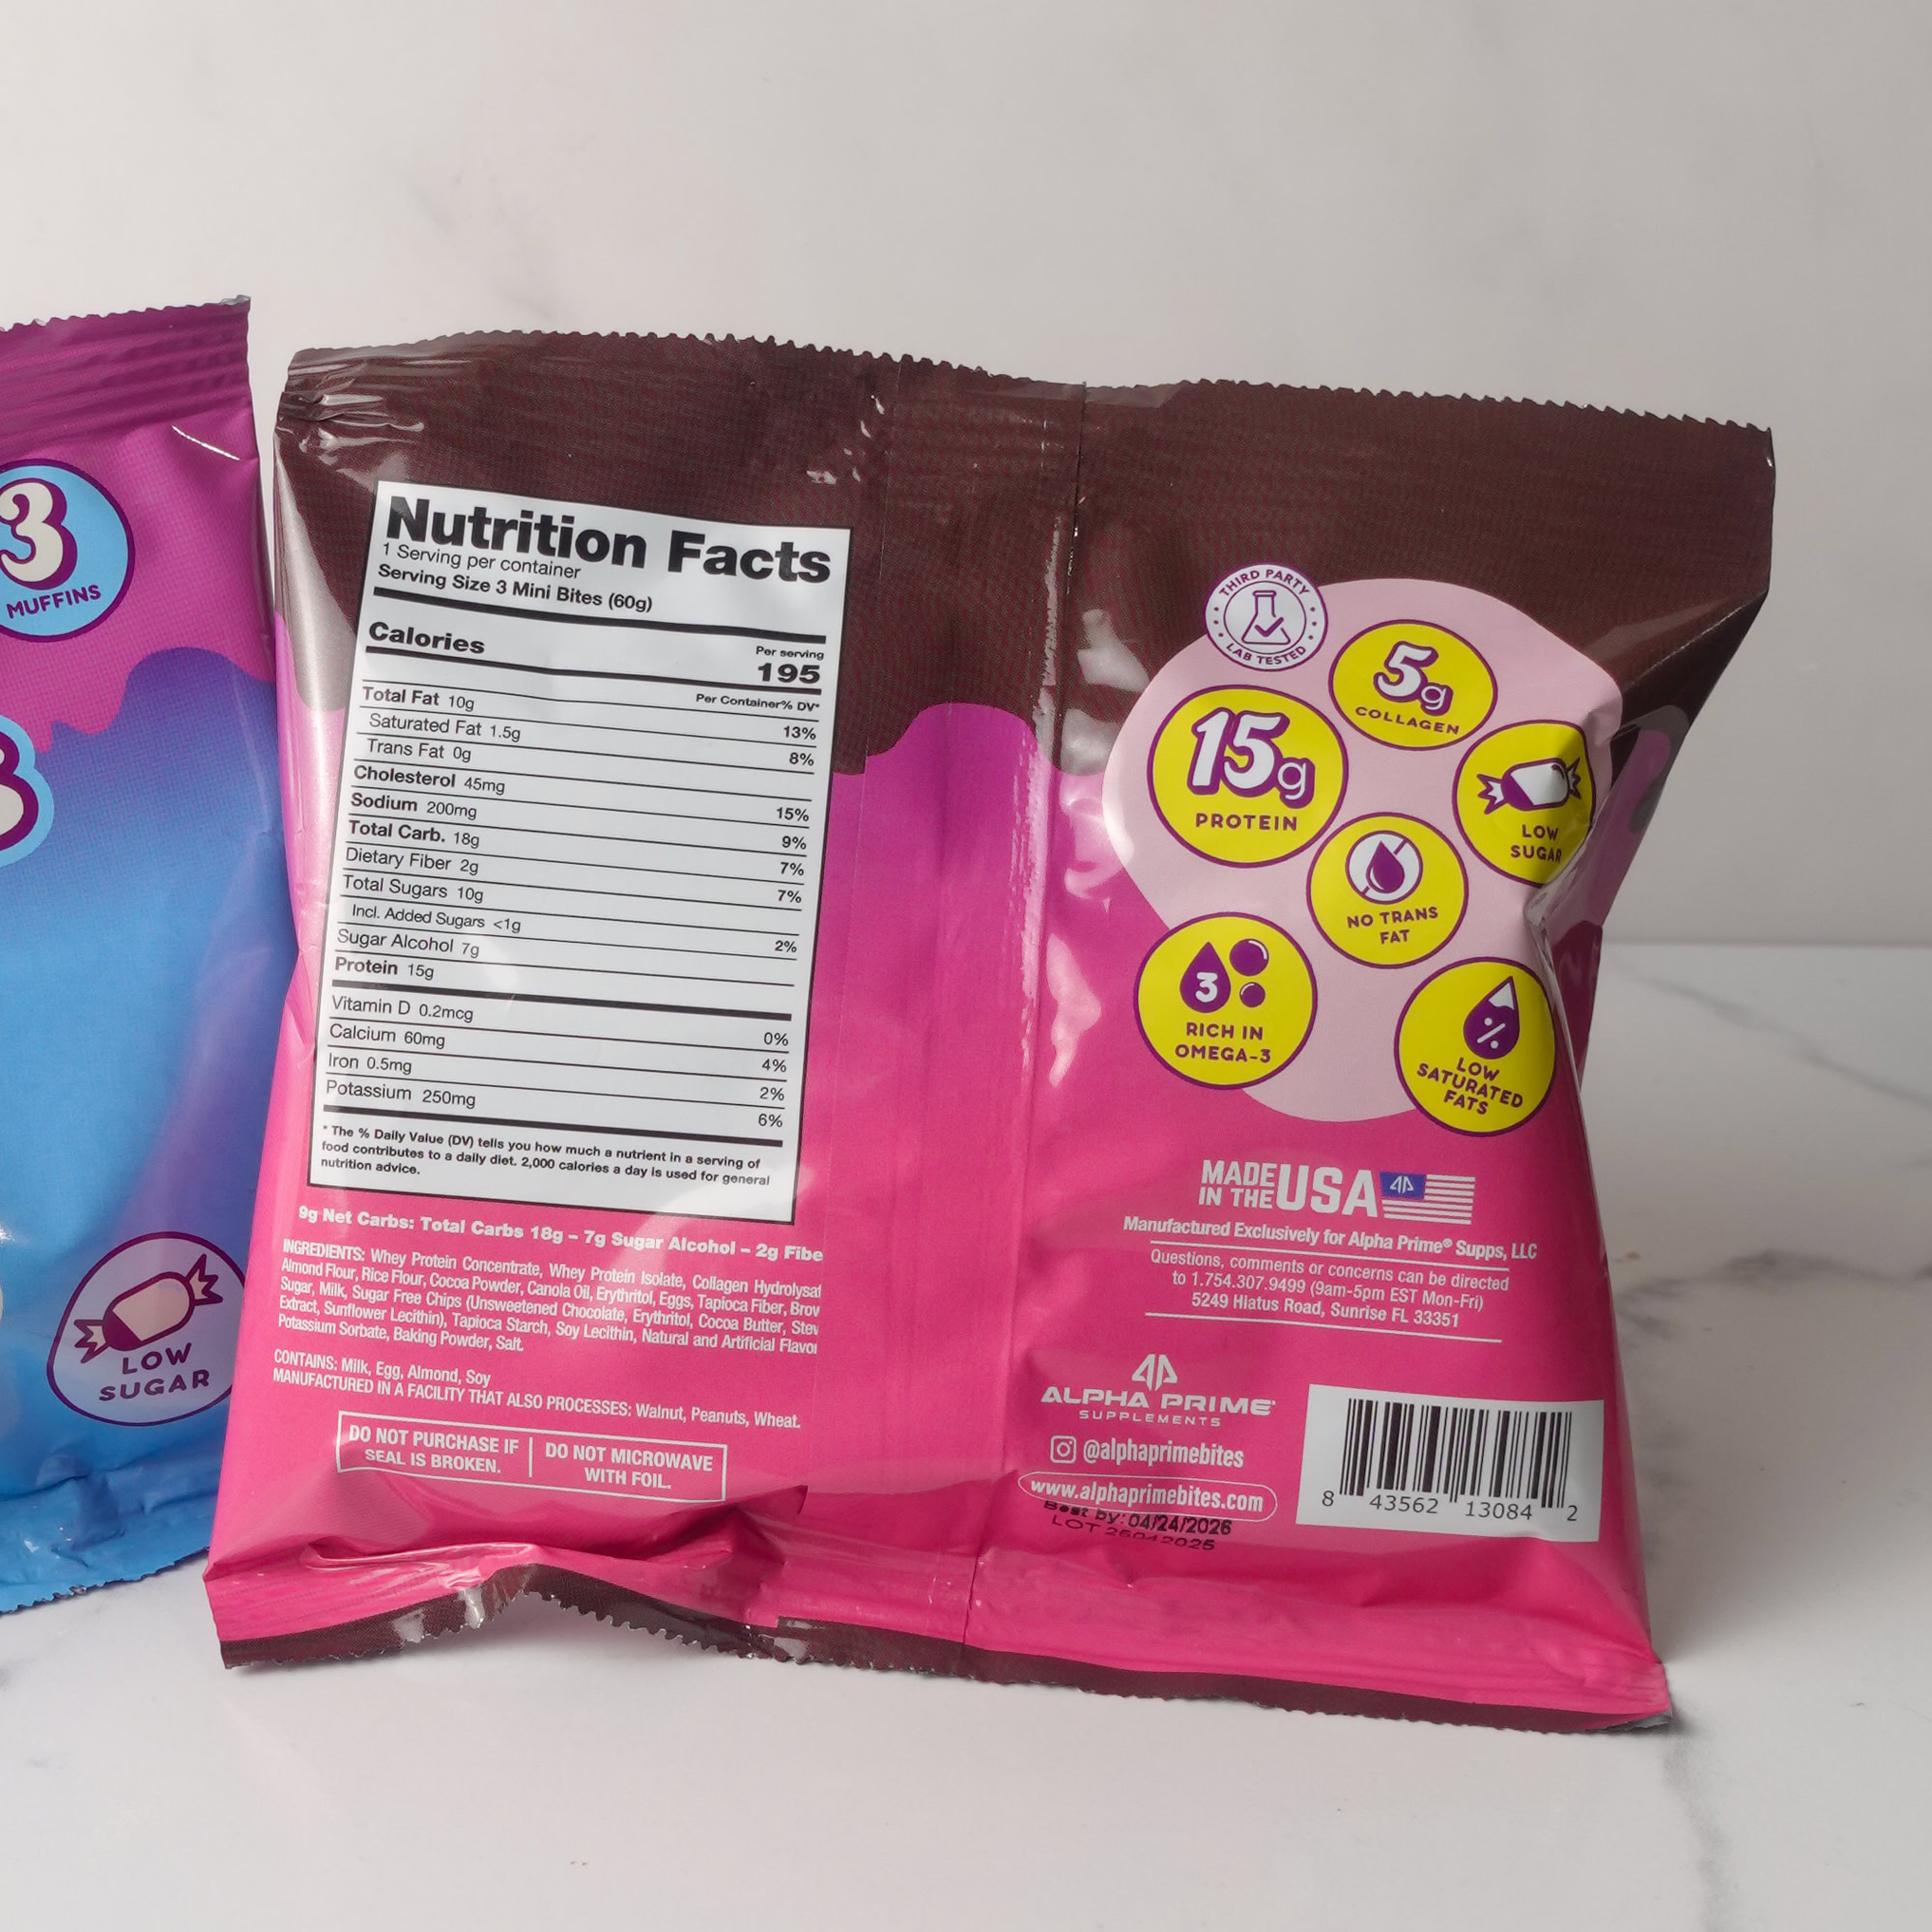 3
MUFFINS
LOW
SUGAR
Nutrition Facts
1 Serving per container
Serving Size 3 Mini Bites (60g)
Calories Per serving 195
Per Container% DV*
Total Fat 10g 13%
Saturated Fat 1.5g 8%
Trans Fat 0g
Cholesterol 45mg 15%
Sodium 200mg 9%
Total Carb. 18g 7%
Dietary Fiber 2g 7%
Total Sugars 10g
Incl. Added Sugars <1g 2%
Sugar Alcohol 7g
Protein 15g
Vitamin D 0.2mcg 0%
Calcium 60mg 4%
Iron 0.5mg 2%
Potassium 250mg 6%
* The % Daily Value (DV) tells you how much a nutrient in a serving of
food contributes to a daily diet. 2,000 calories a day is used for general
nutrition advice.
9g Net Carbs: Total Carbs 18g – 7g Sugar Alcohol – 2g Fibe
INGREDIENTS: Whey Protein Concentrate, Whey Protein Isolate, Collagen Hydrolysat
Almond Flour, Rice Flour, Cocoa Powder, Canola Oil, Erythritol, Eggs, Tapioca Fiber, Brov
Sugar, Milk, Sugar Free Chips (Unsweetened Chocolate, Erythritol, Cocoa Butter, Stev
Extract, Sunflower Lecithin), Tapioca Starch, Soy Lecithin, Natural and Artificial Flavor
Potassium Sorbate, Baking Powder, Salt.
CONTAINS: Milk, Egg, Almond, Soy
MANUFACTURED IN A FACILITY THAT ALSO PROCESSES: Walnut, Peanuts, Wheat.
DO NOT PURCHASE IF
SEAL IS BROKEN.
DO NOT MICROWAVE
WITH FOIL.
THIRD PARTY
LAB TESTED
5g
COLLAGEN
15g
PROTEIN
LOW
SUGAR
NO TRANS
FAT
3
RICH IN
OMEGA-3
%
LOW
SATURATED
FATS
MADE
IN THE
USA
Manufactured Exclusively for Alpha Prime® Supps, LLC
Questions, comments or concerns can be directed
to 1.754.307.9499 (9am-5pm EST Mon-Fri)
5249 Hiatus Road, Sunrise FL 33351
ALPHA PRIME
SUPPLEMENTS
@alphaprimebites
www.alphaprimebites.com
Best by: 04/24/2026
LOT 25042025
8 43562 13084 2